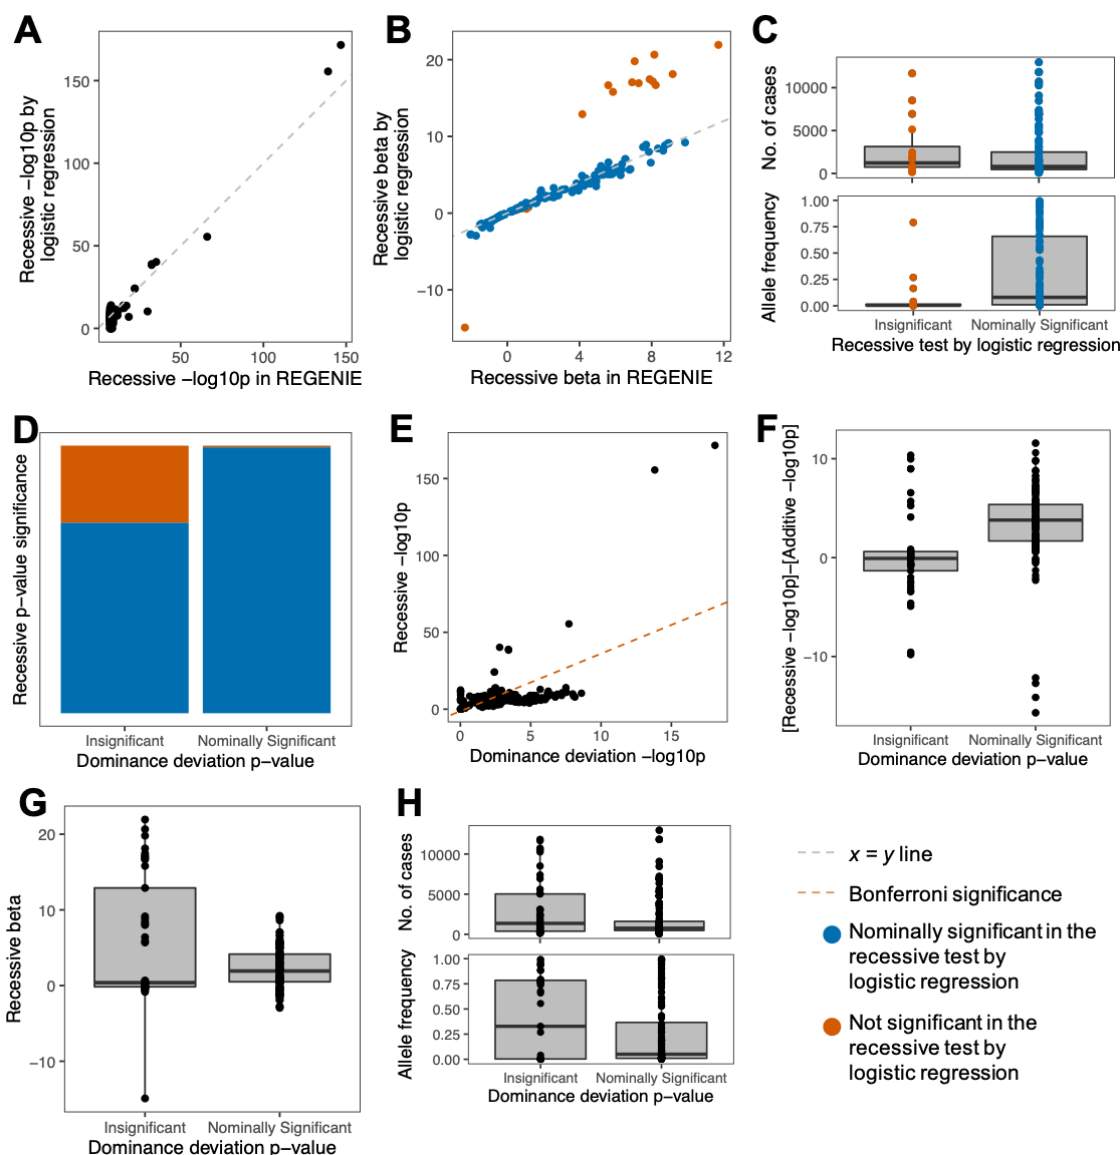 A
Recessive −log10p by
logistic regression
150
100
50
0
50
100
150
Recessive −log10p in REGENIE
B
Recessive beta by
logistic regression
20
10
0
−10
0
4
8
12
Recessive beta in REGENIE
C
No. of cases
10000
5000
0
Allele frequency
1.00
0.75
0.50
0.25
0.00
Insignificant
Nominally Significant
Recessive test by logistic regression
D
Recessive p−value significance
Insignificant
Nominally Significant
Dominance deviation p−value
E
Recessive −log10p
150
100
50
0
0
5
10
15
Dominance deviation −log10p
F
[Recessive −log10p]−[Additive −log10p]
10
0
−10
Insignificant
Nominally Significant
Dominance deviation p−value
G
Recessive beta
20
10
0
−10
Insignificant
Nominally Significant
Dominance deviation p−value
H
No. of cases
10000
5000
0
Allele frequency
1.00
0.75
0.50
0.25
0.00
Insignificant
Nominally Significant
Dominance deviation p−value
x = y line
Bonferroni significance
Nominally significant in the
recessive test by
logistic regression
Not significant in the
recessive test by
logistic regression